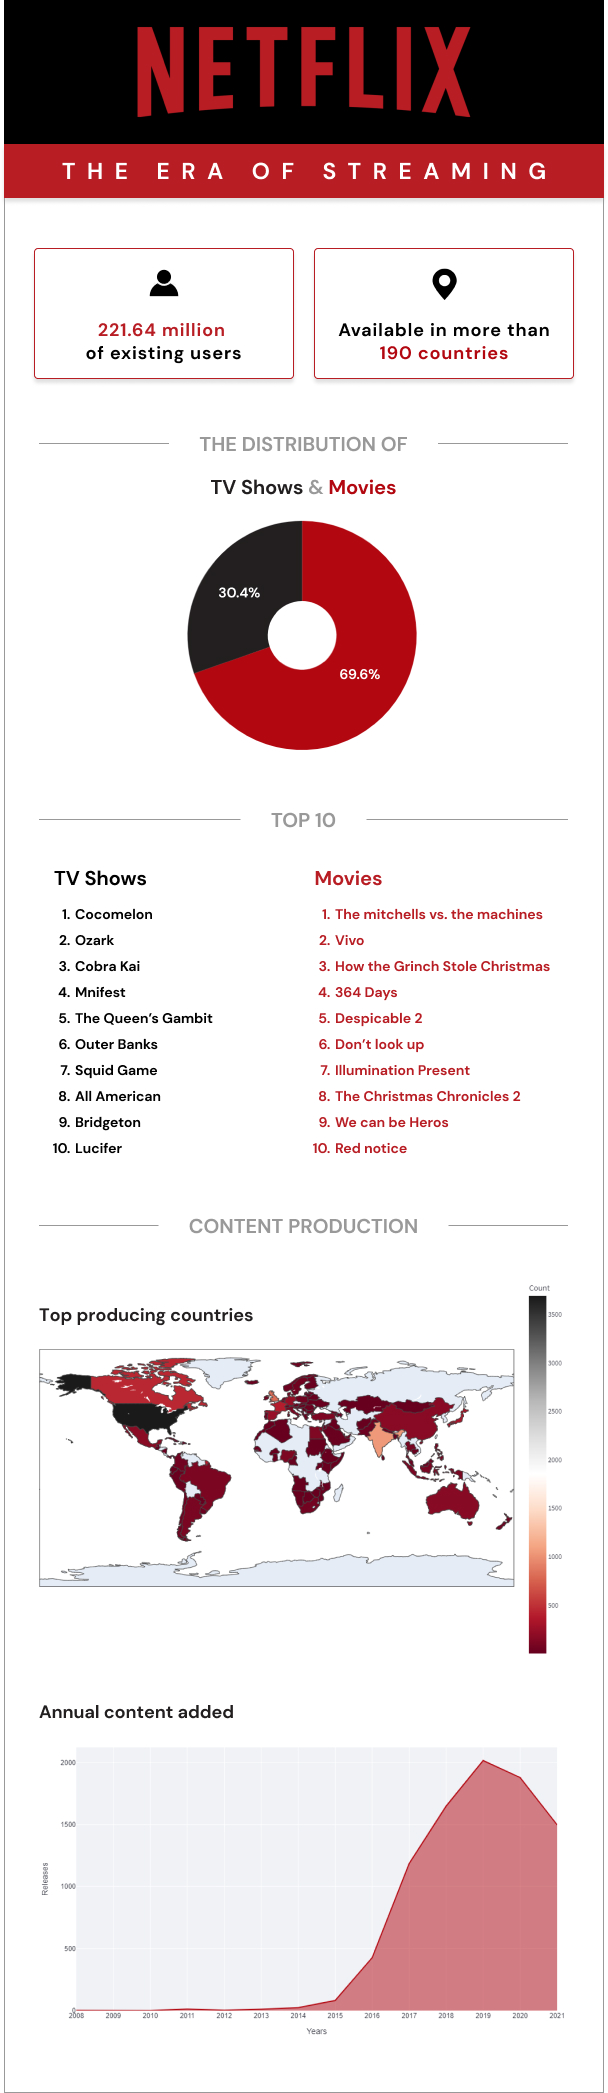 NETFLIX
THE ERA OF STREAMING
221.64 million
of existing users
Available in more than
190 countries
THE DISTRIBUTION OF
TV Shows & Movies
30.4%
69.6%
TOP 10
TV Shows
1. Cocomelon
2. Ozark
3. Cobra Kai
4. Mnifest
5. The Queen's Gambit
6. Outer Banks
7. Squid Game
8. All American
9. Bridgeton
10. Lucifer
Movies
1. The mitchells vs. the machines
2. Vivo
3. How the Grinch Stole Christmas
4. 364 Days
5. Despicable 2
6. Don't look up
7. Illumination Present
8. The Christmas Chronicles 2
9. We can be Heros
10. Red notice
CONTENT PRODUCTION
Top producing countries
Count
3500
3000
2500
2000
1500
1000
500
Annual content added
Releases
2000
1500
1000
500
0
2008 2009 2010 2011 2012 2013 2014 2015 2016 2017 2018 2019 2020 2021
Years